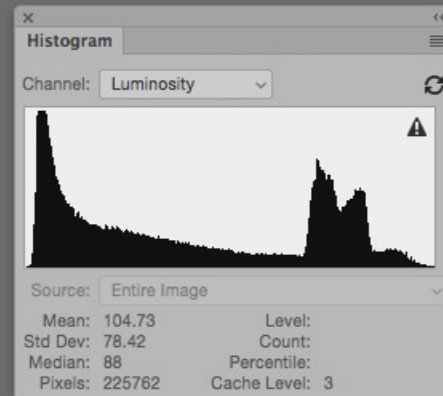 Histogram
Channel: Luminosity
Source: Entire Image
Mean: 104.73 Level:
Std Dev: 78.42 Count:
Median: 88 Percentile:
Pixels: 225762 Cache Level: 3